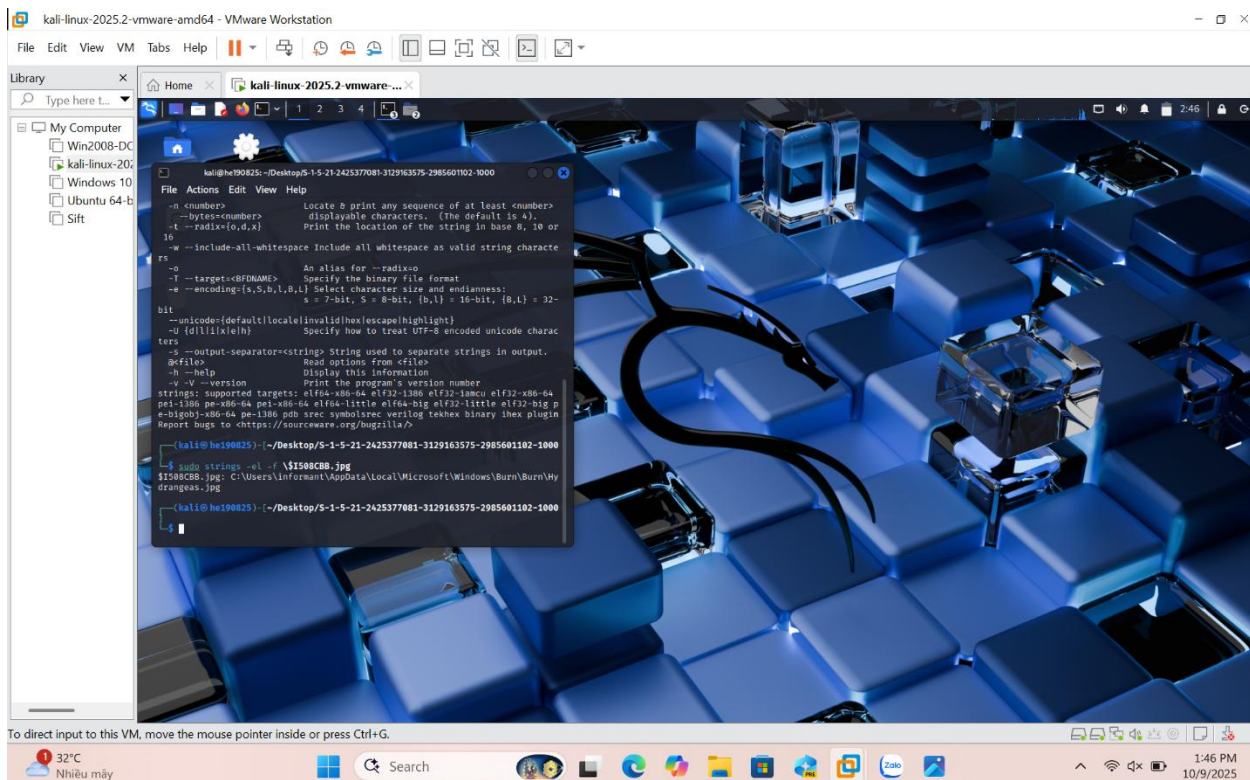 kali-linux-2025.2-vmware-amd64 - VMware Workstation
File Edit View VM Tabs Help
Library
Home
kali-linux-2025.2-vmware-...
Type here t...
1 2 3 4
2:46
My Computer
Win2008-DC
kali-linux-202
Windows 10
Ubuntu 64-b
Sift
kali@he190825: ~/Desktop/S-1-5-21-2425377081-3129163575-2985601102-1000
File Actions Edit View Help
-n <number> Locate & print any sequence of at least <number>
--bytes=<number> displayable characters. (The default is 4).
-t --radix={o,d,x} Print the location of the string in base 8, 10 or
16
-w --include-all-whitespace Include all whitespace as valid string characte
rs
-o An alias for --radix=o
-T --target=<BFDNAME> Specify the binary file format
-e --encoding={s,S,b,l,B,L} Select character size and endianness:
s = 7-bit, S = 8-bit, {b,l} = 16-bit, {B,L} = 32-
bit
--unicode={default|locale|invalid|hex|escape|highlight}
-U {d|l|i|x|e|h} Specify how to treat UTF-8 encoded unicode charac
ters
-s --output-separator=<string> String used to separate strings in output.
@<file> Read options from <file>
-h --help Display this information
-v -V --version Print the program's version number
strings: supported targets: elf64-x86-64 elf32-i386 elf32-iamcu elf32-x86-64
pei-i386 pe-x86-64 pei-x86-64 elf64-little elf64-big elf32-little elf32-big p
e-bigobj-x86-64 pe-i386 pdb srec symbolsrec verilog tekhex binary ihex plugin
Report bugs to <https://sourceware.org/bugzilla/>
(kali㉿he190825)-[~/Desktop/S-1-5-21-2425377081-3129163575-2985601102-1000
$ sudo strings -el -f \$I508CBB.jpg
$I508CBB.jpg: C:\Users\informant\AppData\Local\Microsoft\Windows\Burn\Burn\Hy
drangeas.jpg
(kali㉿he190825)-[~/Desktop/S-1-5-21-2425377081-3129163575-2985601102-1000
$
To direct input to this VM, move the mouse pointer inside or press Ctrl+G.
1
32°C
Nhiều mây
Search
PRE
Zalo
1:46 PM
10/9/2025